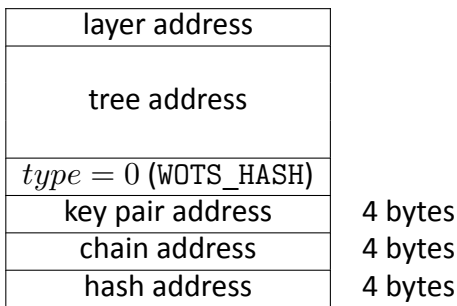 layer address
tree address
type = 0 (WOTS_HASH)
key pair address 4 bytes
chain address 4 bytes
hash address 4 bytes